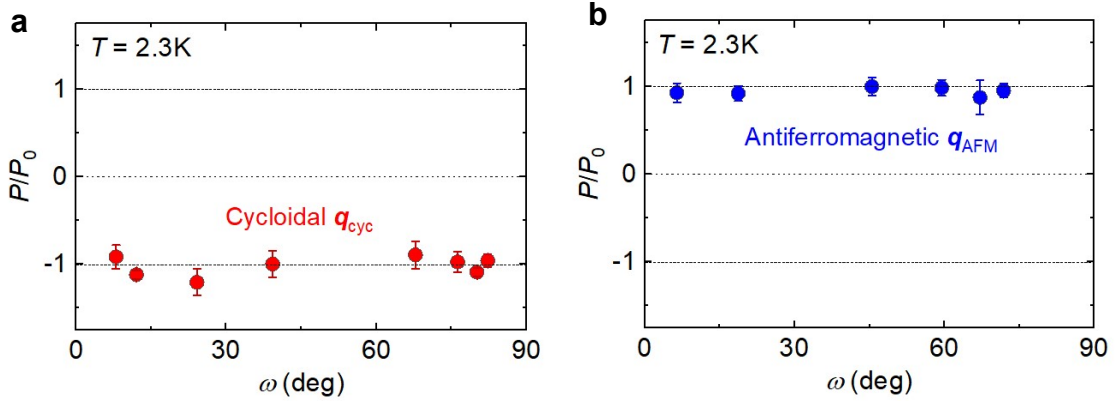 a
T = 2.3K
1
0
-1
P/P0
Cycloidal qcyc
0
30
60
90
ω (deg)
b
T = 2.3K
1
0
-1
P/P0
Antiferromagnetic qAFM
0
30
60
90
ω (deg)